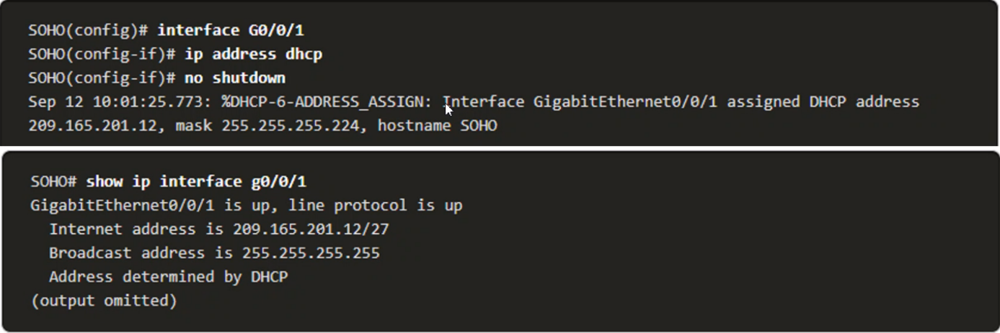 SOHO(config)# interface G0/0/1
SOHO(config-if)# ip address dhcp
SOHO(config-if)# no shutdown
Sep 12 10:01:25.773: %DHCP-6-ADDRESS_ASSIGN: Interface GigabitEthernet0/0/1 assigned DHCP address
209.165.201.12, mask 255.255.255.224, hostname SOHO
SOHO# show ip interface g0/0/1
GigabitEthernet0/0/1 is up, line protocol is up
  Internet address is 209.165.201.12/27
  Broadcast address is 255.255.255.255
  Address determined by DHCP
(output omitted)